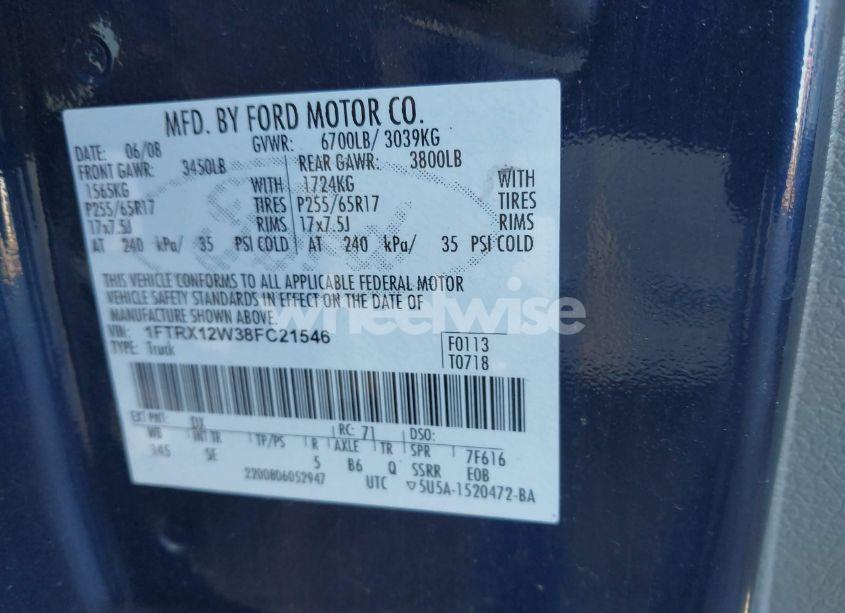 MFD. BY FORD MOTOR CO.
DATE: 06/08 GVWR: 6700LB/ 3039KG
FRONT GAWR: 3450LB REAR GAWR: 3800LB
1565KG WITH 1724KG WITH
P255/65R17 TIRES P255/65R17 TIRES
17x7.5J RIMS 17x7.5J RIMS
AT 240 kPa/ 35 PSI COLD AT 240 kPa/ 35 PSI COLD
THIS VEHICLE CONFORMS TO ALL APPLICABLE FEDERAL MOTOR
VEHICLE SAFETY STANDARDS IN EFFECT ON THE DATE OF
MANUFACTURE SHOWN ABOVE.
VIN: 1FTRX12W38FC21546 F0113
TYPE: Truck T0718
EXT PNT: DX RC: 71 DSO:
WB INT TR TP/PS R AXLE TR SPR 7F616
145 SE 5 B6 Q SSRR EOB
2200806052947 UTC ▽5U5A-1520472-BA
wheelwise